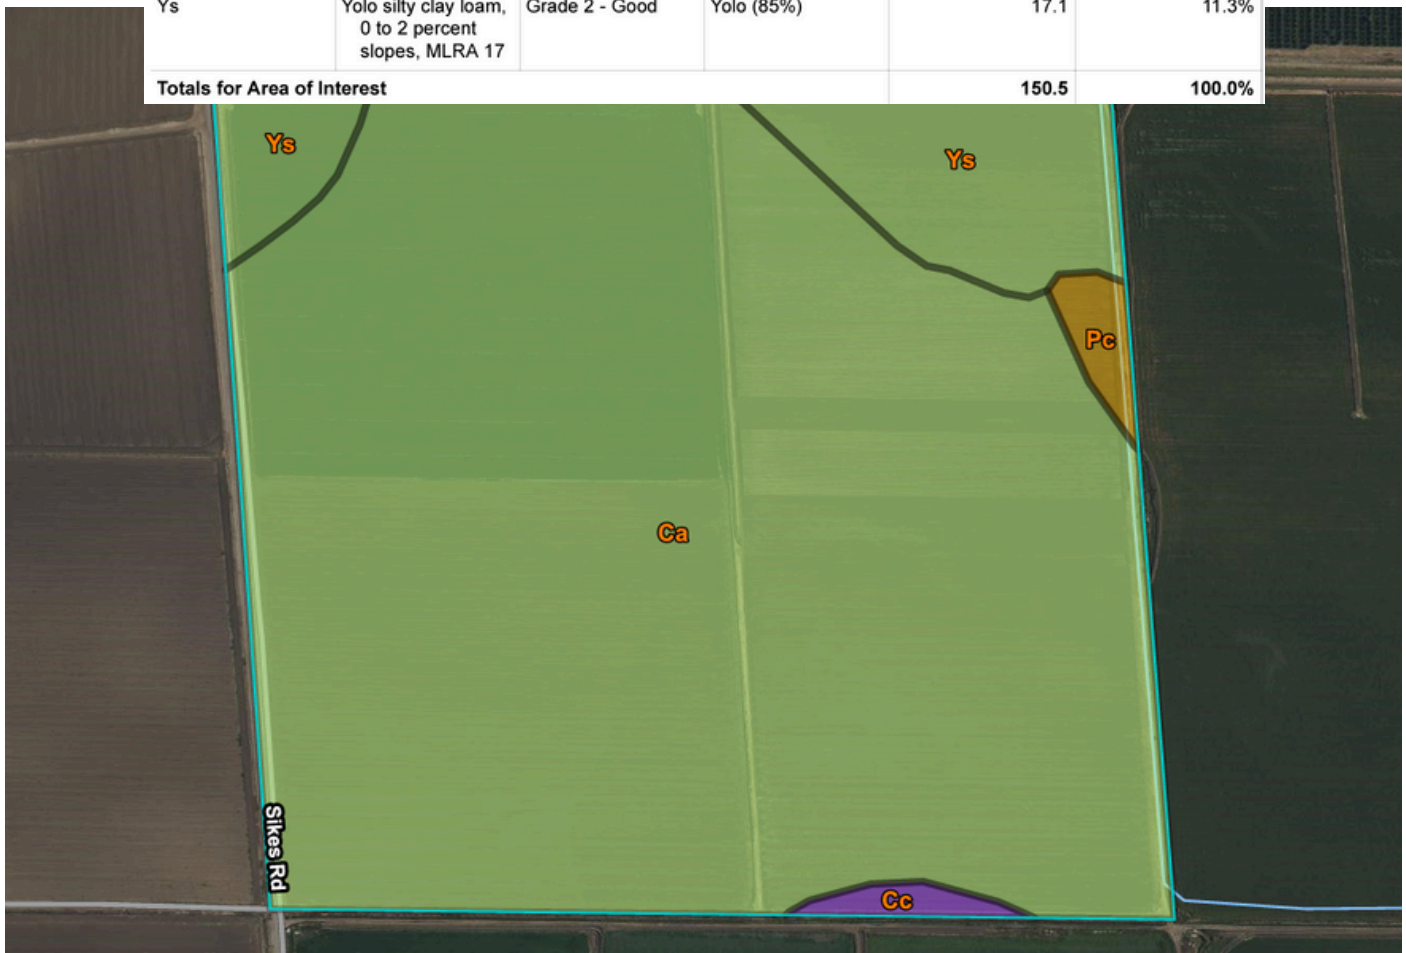 Ys Yolo silty clay loam, Grade 2 - Good Yolo (85%) 17.1 11.3%
0 to 2 percent
slopes, MLRA 17
Totals for Area of Interest 150.5 100.0%
Ys
Ys
Pc
Ca
Sikes Rd
Cc